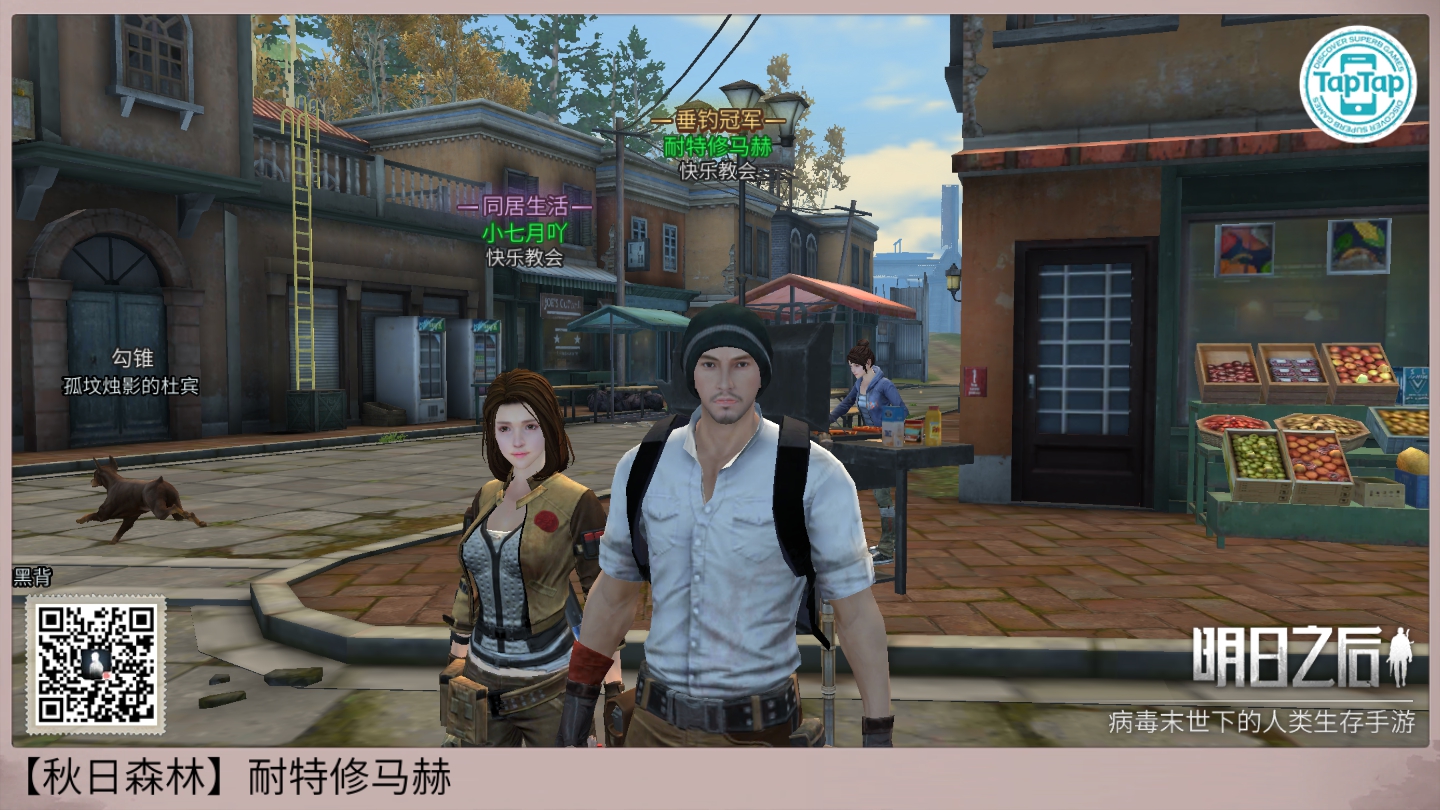 DISCOVER SUPERB GAMES
TapTap
DISCOVER SUPERB GAMES
垂钓冠军
耐特修马赫
快乐教会
同居生活
小七月吖
快乐教会
勾锥
孤坟烛影的杜宾
黑背
明日之后
病毒末世下的人类生存手游
【秋日森林】耐特修马赫